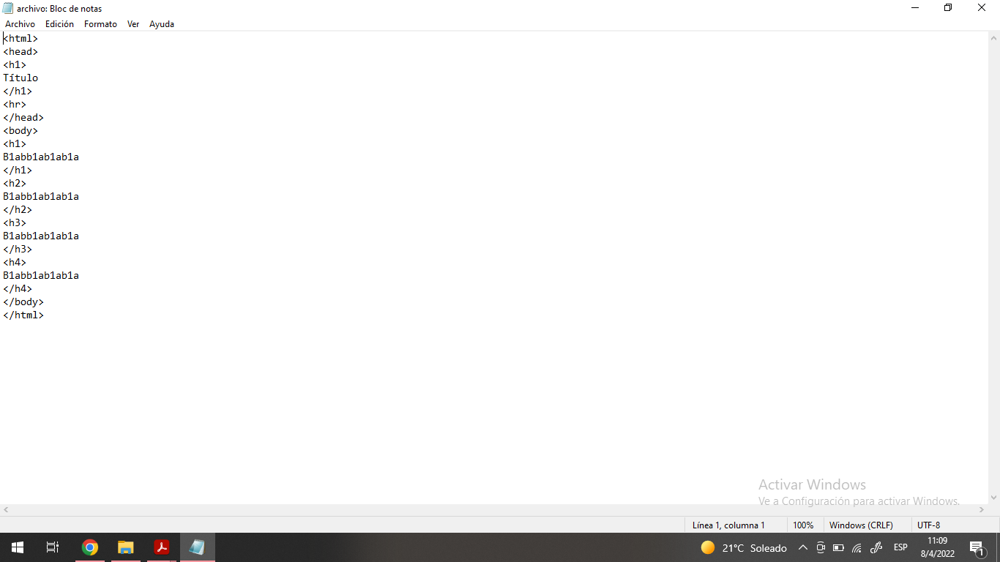 archivo: Bloc de notas
Archivo Edición Formato Ver Ayuda
<html>
<head>
<h1>
Título
</h1>
<hr>
</head>
<body>
<h1>
B1abb1ab1ab1a
</h1>
<h2>
B1abb1ab1ab1a
</h2>
<h3>
B1abb1ab1ab1a
</h3>
<h4>
B1abb1ab1ab1a
</h4>
</body>
</html>
Activar Windows
Ve a Configuración para activar Windows.
Línea 1, columna 1 100% Windows (CRLF) UTF-8
21°C Soleado ESP 11:09
8/4/2022 1